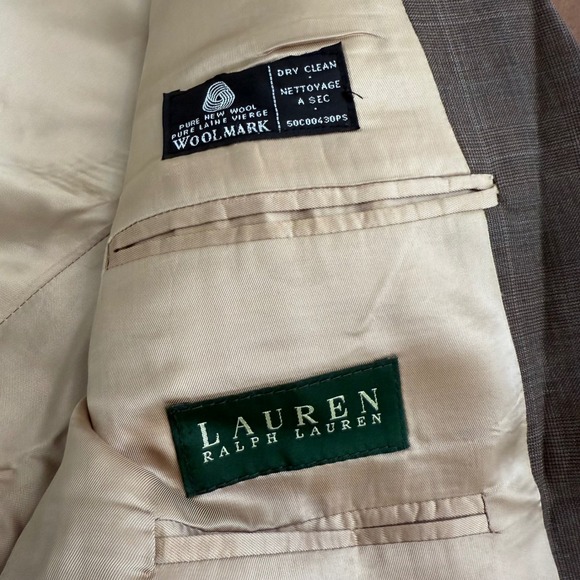 PURE NEW WOOL
PURE LAINE VIERGE
WOOLMARK
DRY CLEAN
NETTOYAGE
A SEC
50C00430PS
LAUREN
RALPH LAUREN